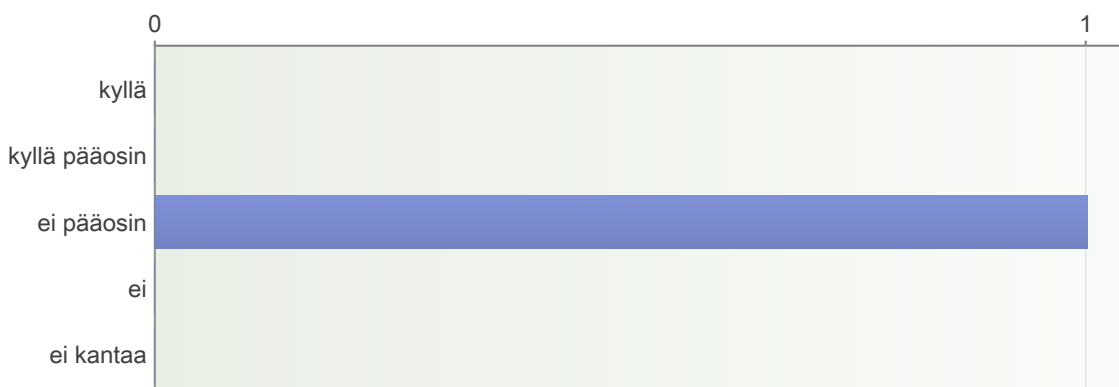 0 1
kyllä
kyllä pääosin
ei pääosin
ei
ei kantaa